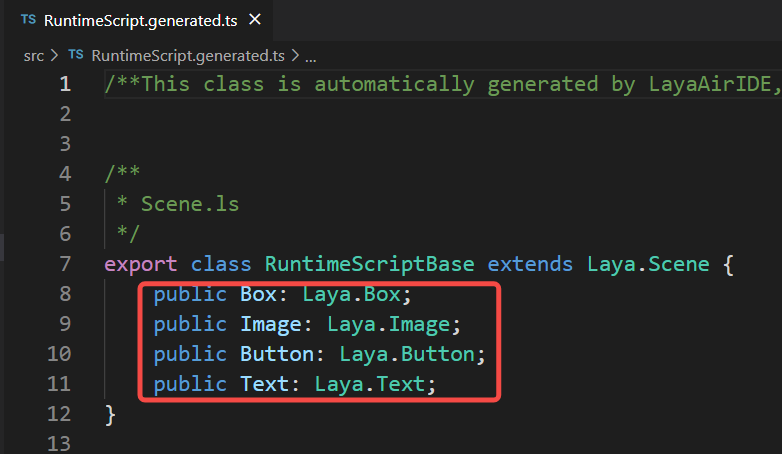 TS RuntimeScript.generated.ts ×
src > TS RuntimeScript.generated.ts > ...
1 /**This class is automatically generated by LayaAirIDE,
2
3
4 /**
5  * Scene.ls
6  */
7 export class RuntimeScriptBase extends Laya.Scene {
8     public Box: Laya.Box;
9     public Image: Laya.Image;
10     public Button: Laya.Button;
11     public Text: Laya.Text;
12 }
13